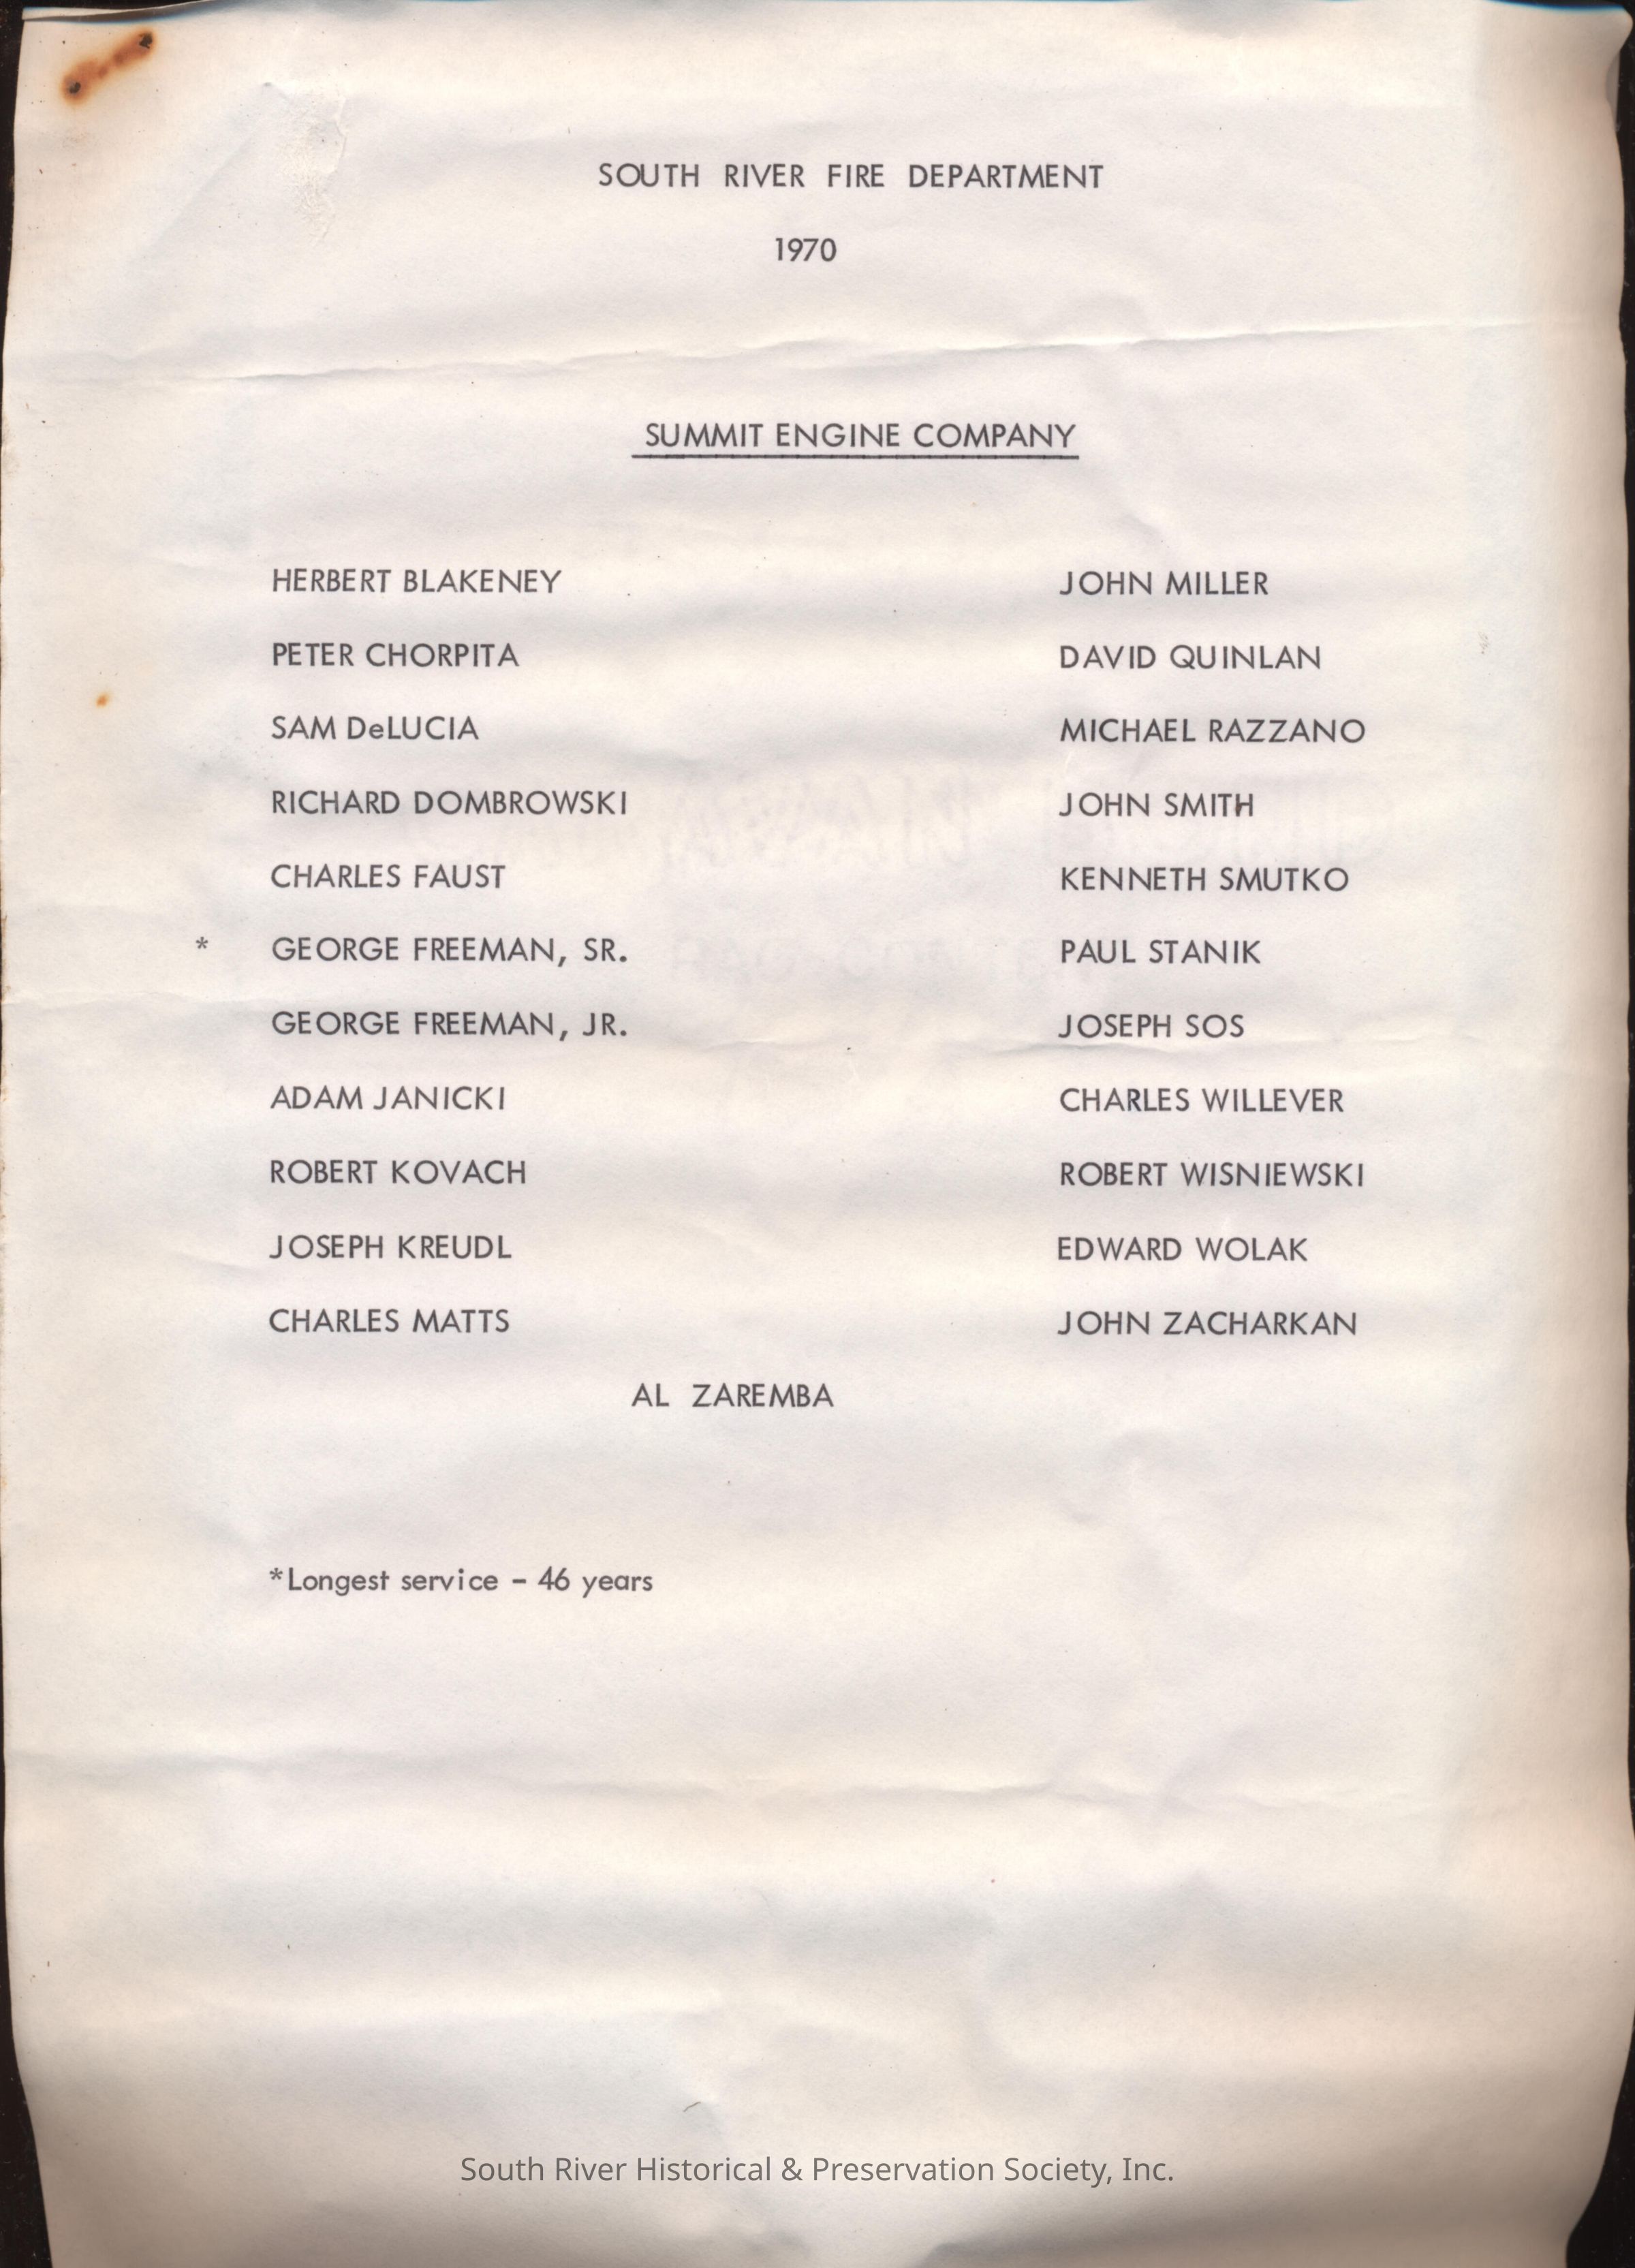 SOUTH RIVER FIRE DEPARTMENT
1970
SUMMIT ENGINE COMPANY
HERBERT BLAKENEY
PETER CHORPITA
SAM DeLUCIA
RICHARD DOMBROWSKI
CHARLES FAUST
* GEORGE FREEMAN, SR.
GEORGE FREEMAN, JR.
ADAM JANICKI
ROBERT KOVACH
JOSEPH KREUDL
CHARLES MATTS
JOHN MILLER
DAVID QUINLAN
MICHAEL RAZZANO
JOHN SMITH
KENNETH SMUTKO
PAUL STANIK
JOSEPH SOS
CHARLES WILLEVER
ROBERT WISNIEWSKI
EDWARD WOLAK
JOHN ZACHARKAN
AL ZAREMBA
*Longest service - 46 years
South River Historical & Preservation Society, Inc.